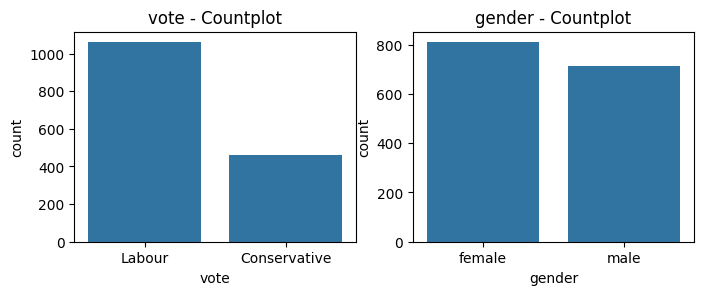 vote - Countplot
1000
800
600
400
200
0
count
Labour
Conservative
vote
gender - Countplot
800
600
400
200
0
count
female
male
gender